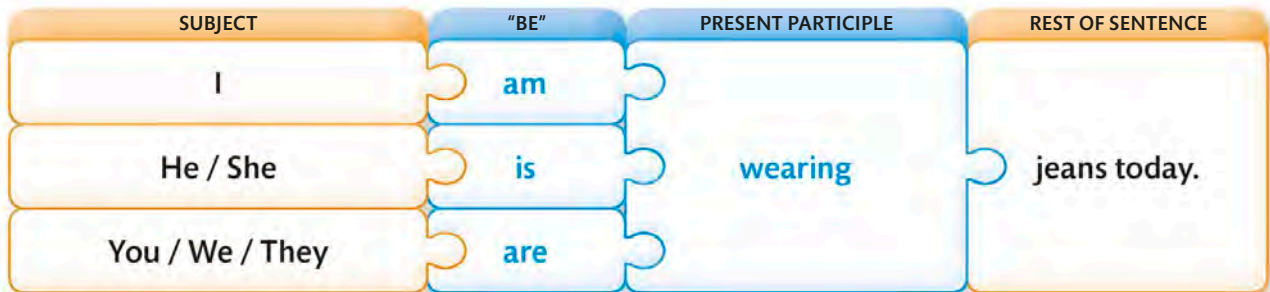 SUBJECT "BE" PRESENT PARTICIPLE REST OF SENTENCE
I am
He / She is wearing jeans today.
You / We / They are